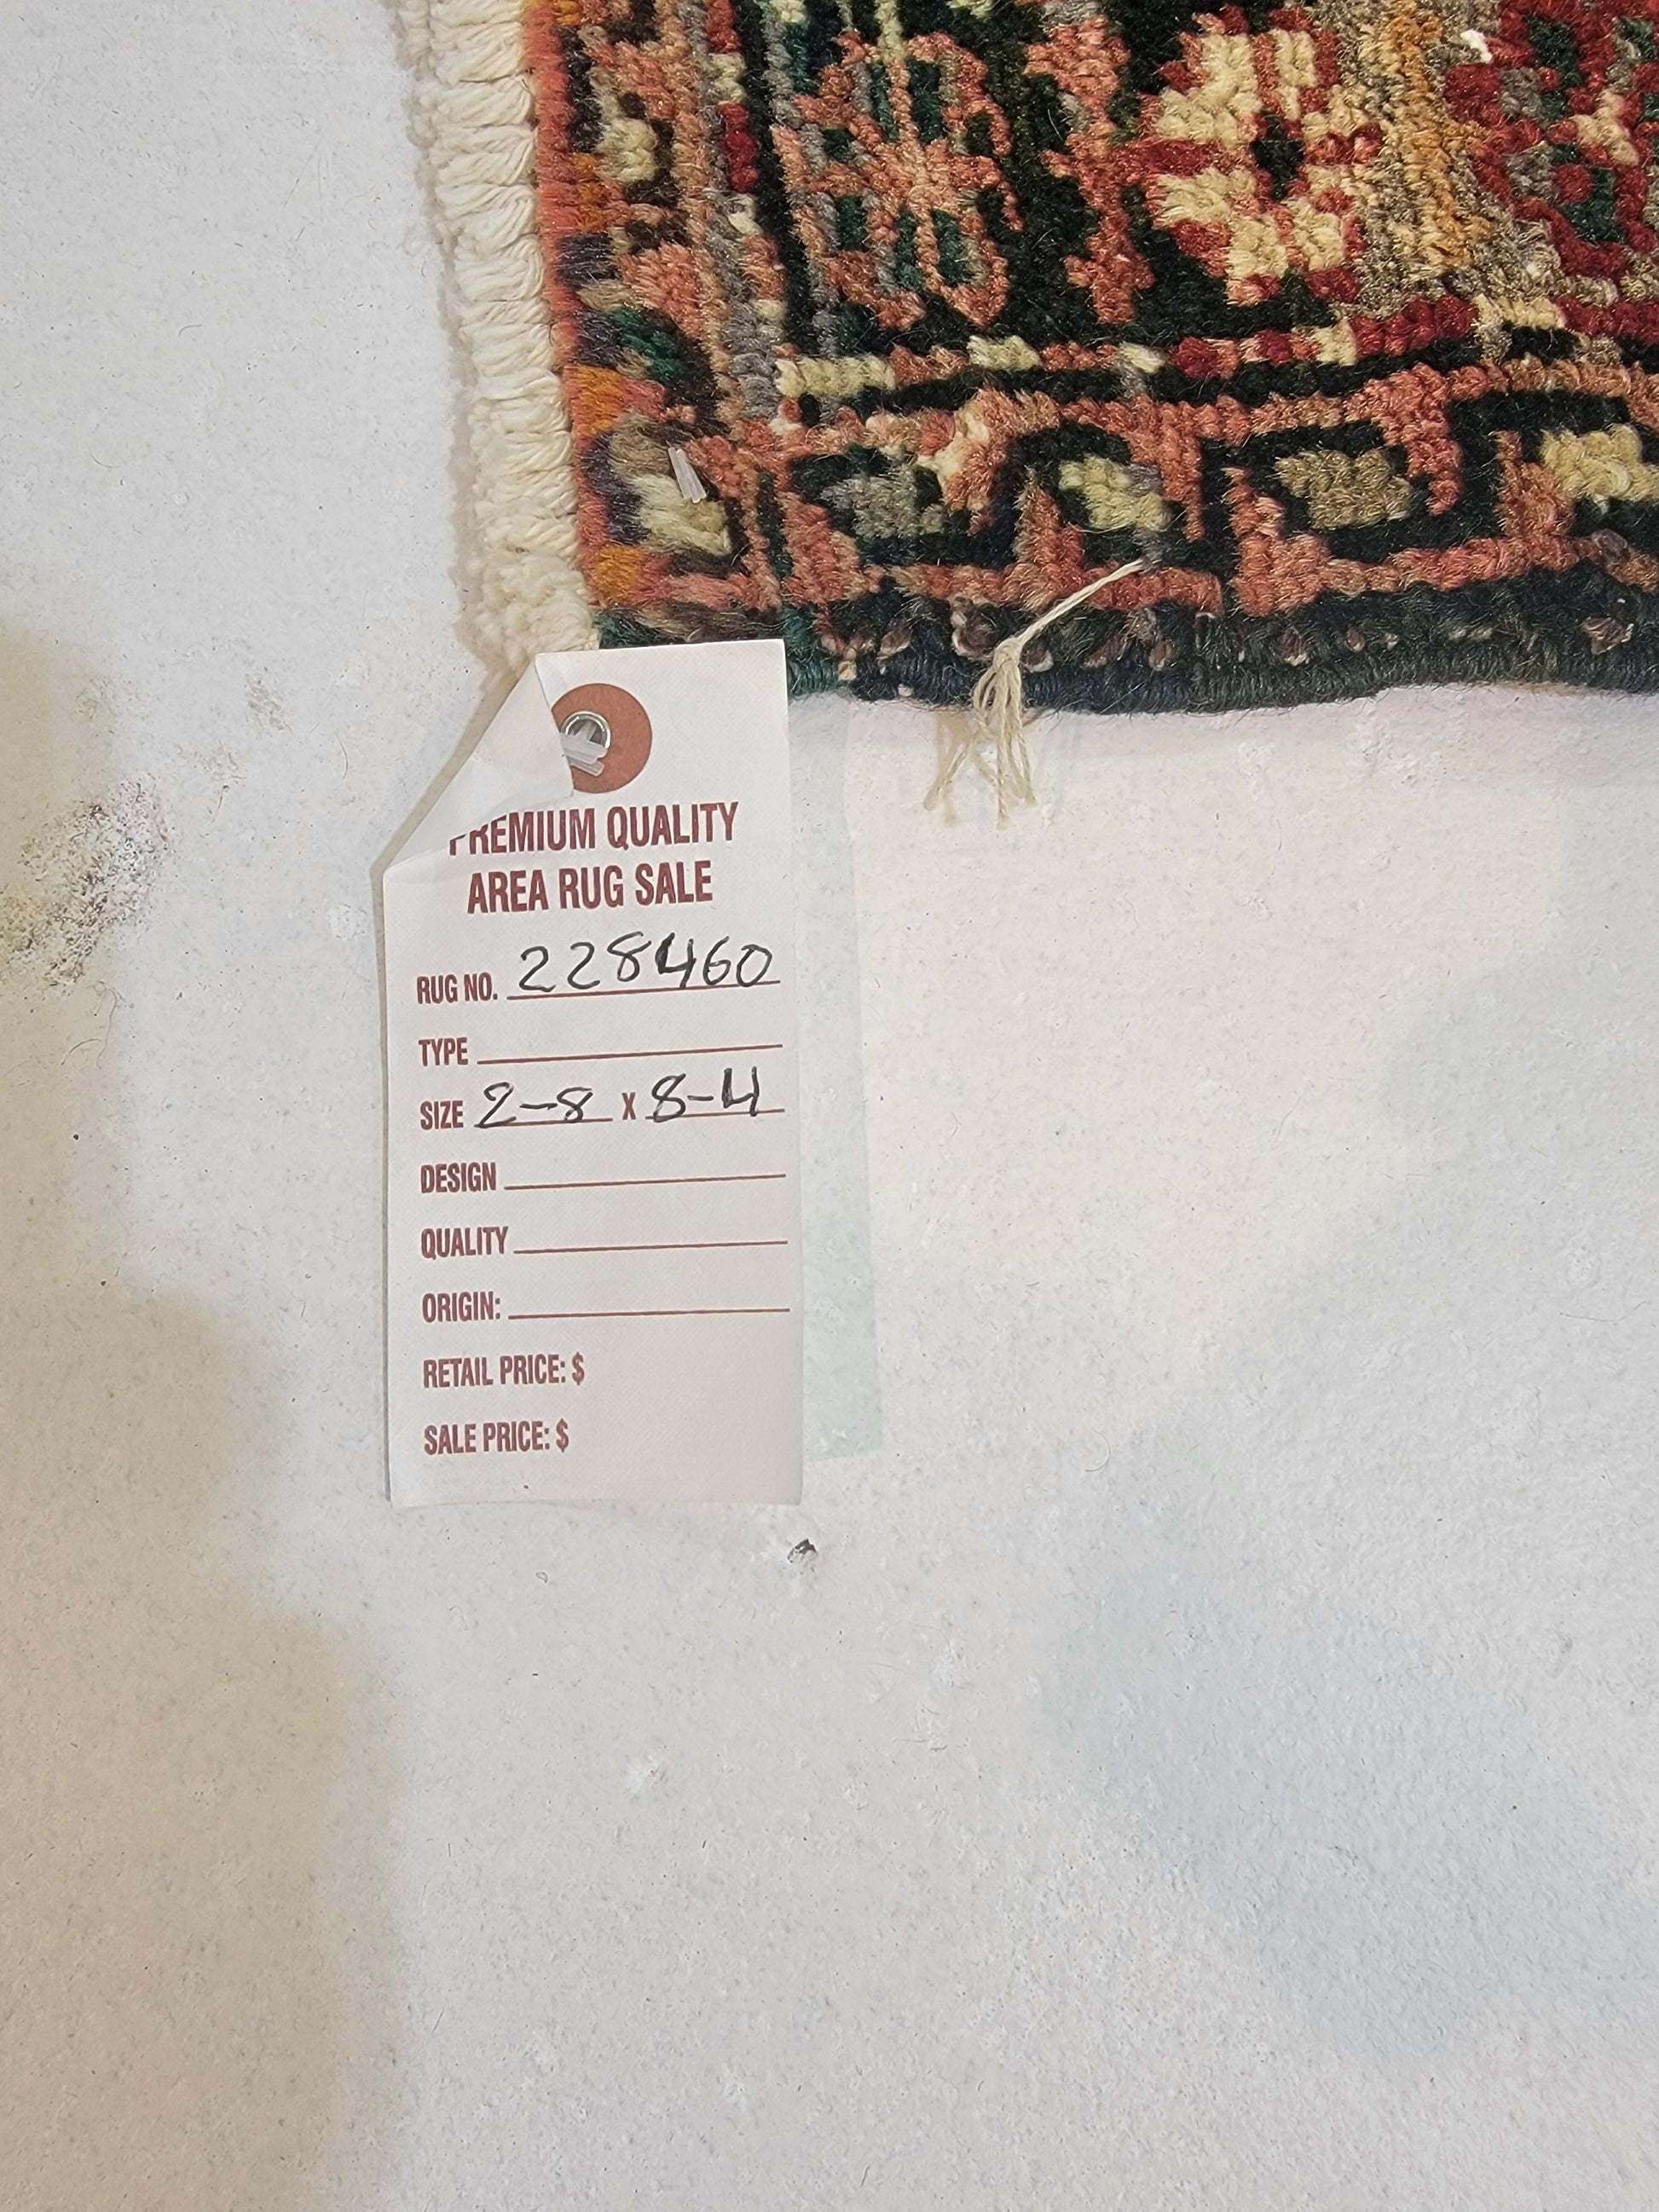 PREMIUM QUALITY
AREA RUG SALE
RUG NO. 228460
TYPE
SIZE 2-8 X 8-4
DESIGN
QUALITY
ORIGIN:
RETAIL PRICE: $
SALE PRICE: $